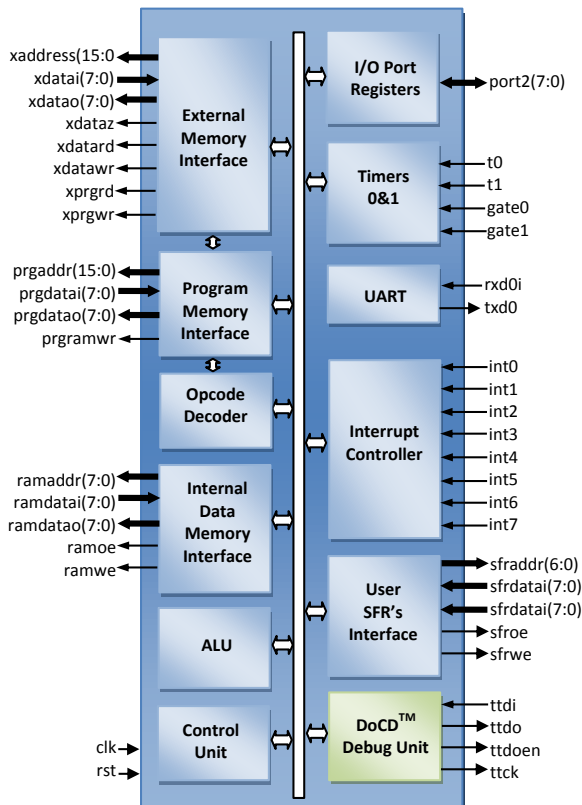 xaddress(15:0
xdatai(7:0)
xdatao(7:0)
xdataz
xdatard
xdatawr
xprgrd
xprgwr
External
Memory
Interface
prgaddr(15:0)
prgdatai(7:0)
prgdatao(7:0)
prgramwr
Program
Memory
Interface
Opcode
Decoder
ramaddr(7:0)
ramdatai(7:0)
ramdatao(7:0)
ramoe
ramwe
Internal
Data
Memory
Interface
ALU
clk
rst
Control
Unit
I/O Port
Registers
port2(7:0)
Timers
0&1
t0
t1
gate0
gate1
UART
rxd0i
txd0
Interrupt
Controller
int0
int1
int2
int3
int4
int5
int6
int7
User
SFR's
Interface
sfraddr(6:0)
sfrdatai(7:0)
sfrdatai(7:0)
sfroe
sfrwe
DoCD™
Debug Unit
ttdi
ttdo
ttdoen
ttck